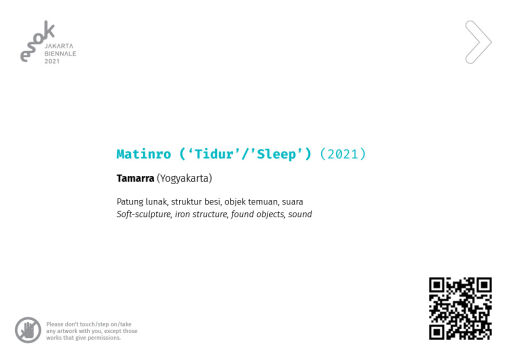 esok
JAKARTA
BIENNALE
2021
Matinro (‘Tidur’/’Sleep’) (2021)
Tamarra (Yogyakarta)
Patung lunak, struktur besi, objek temuan, suara
Soft-sculpture, iron structure, found objects, sound
Please don't touch/step on/take
any artwork with you, except those
works that give permissions.